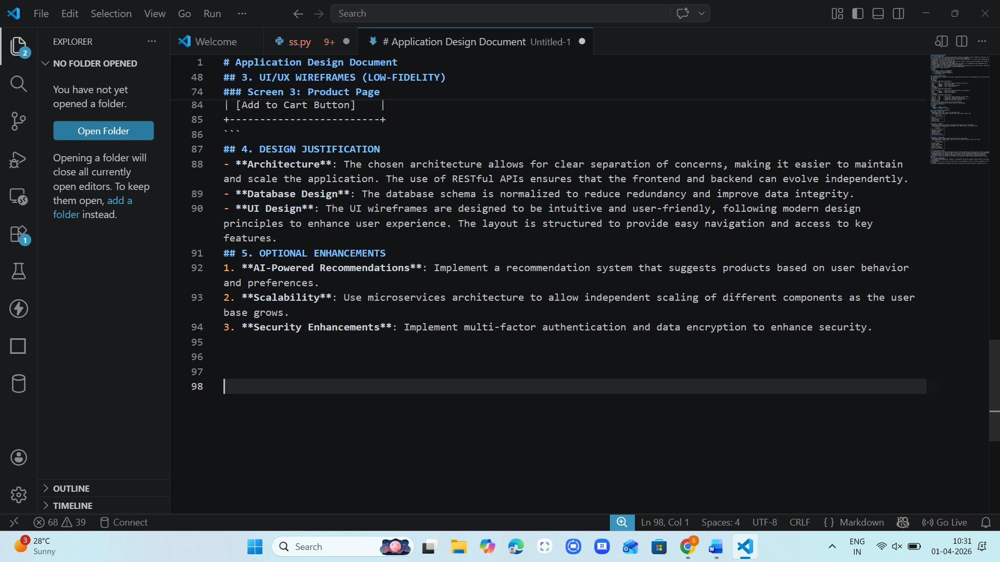 File Edit Selection View Go Run ··· Search
EXPLORER ···
NO FOLDER OPENED
You have not yet
opened a folder.
Open Folder
Opening a folder will
close all currently
open editors. To keep
them open, add a
folder instead.
OUTLINE
TIMELINE
2
1
Welcome ss.py 9+ # Application Design Document Untitled-1
1 # Application Design Document
48 ## 3. UI/UX WIREFRAMES (LOW-FIDELITY)
74 ### Screen 3: Product Page
84 | [Add to Cart Button]    |
85 +-------------------------+
86 ```
87 ## 4. DESIGN JUSTIFICATION
88 - **Architecture**: The chosen architecture allows for clear separation of concerns, making it easier to maintain
and scale the application. The use of RESTful APIs ensures that the frontend and backend can evolve independently.
89 - **Database Design**: The database schema is normalized to reduce redundancy and improve data integrity.
90 - **UI Design**: The UI wireframes are designed to be intuitive and user-friendly, following modern design
principles to enhance user experience. The layout is structured to provide easy navigation and access to key
features.
91 ## 5. OPTIONAL ENHANCEMENTS
92 1. **AI-Powered Recommendations**: Implement a recommendation system that suggests products based on user behavior
and preferences.
93 2. **Scalability**: Use microservices architecture to allow independent scaling of different components as the user
base grows.
94 3. **Security Enhancements**: Implement multi-factor authentication and data encryption to enhance security.
95
96
97
98
68 39 Connect Ln 98, Col 1 Spaces: 4 UTF-8 CRLF { } Markdown Go Live
3 28°C
Sunny
Search
S
W
ENG
IN
10:31
01-04-2026